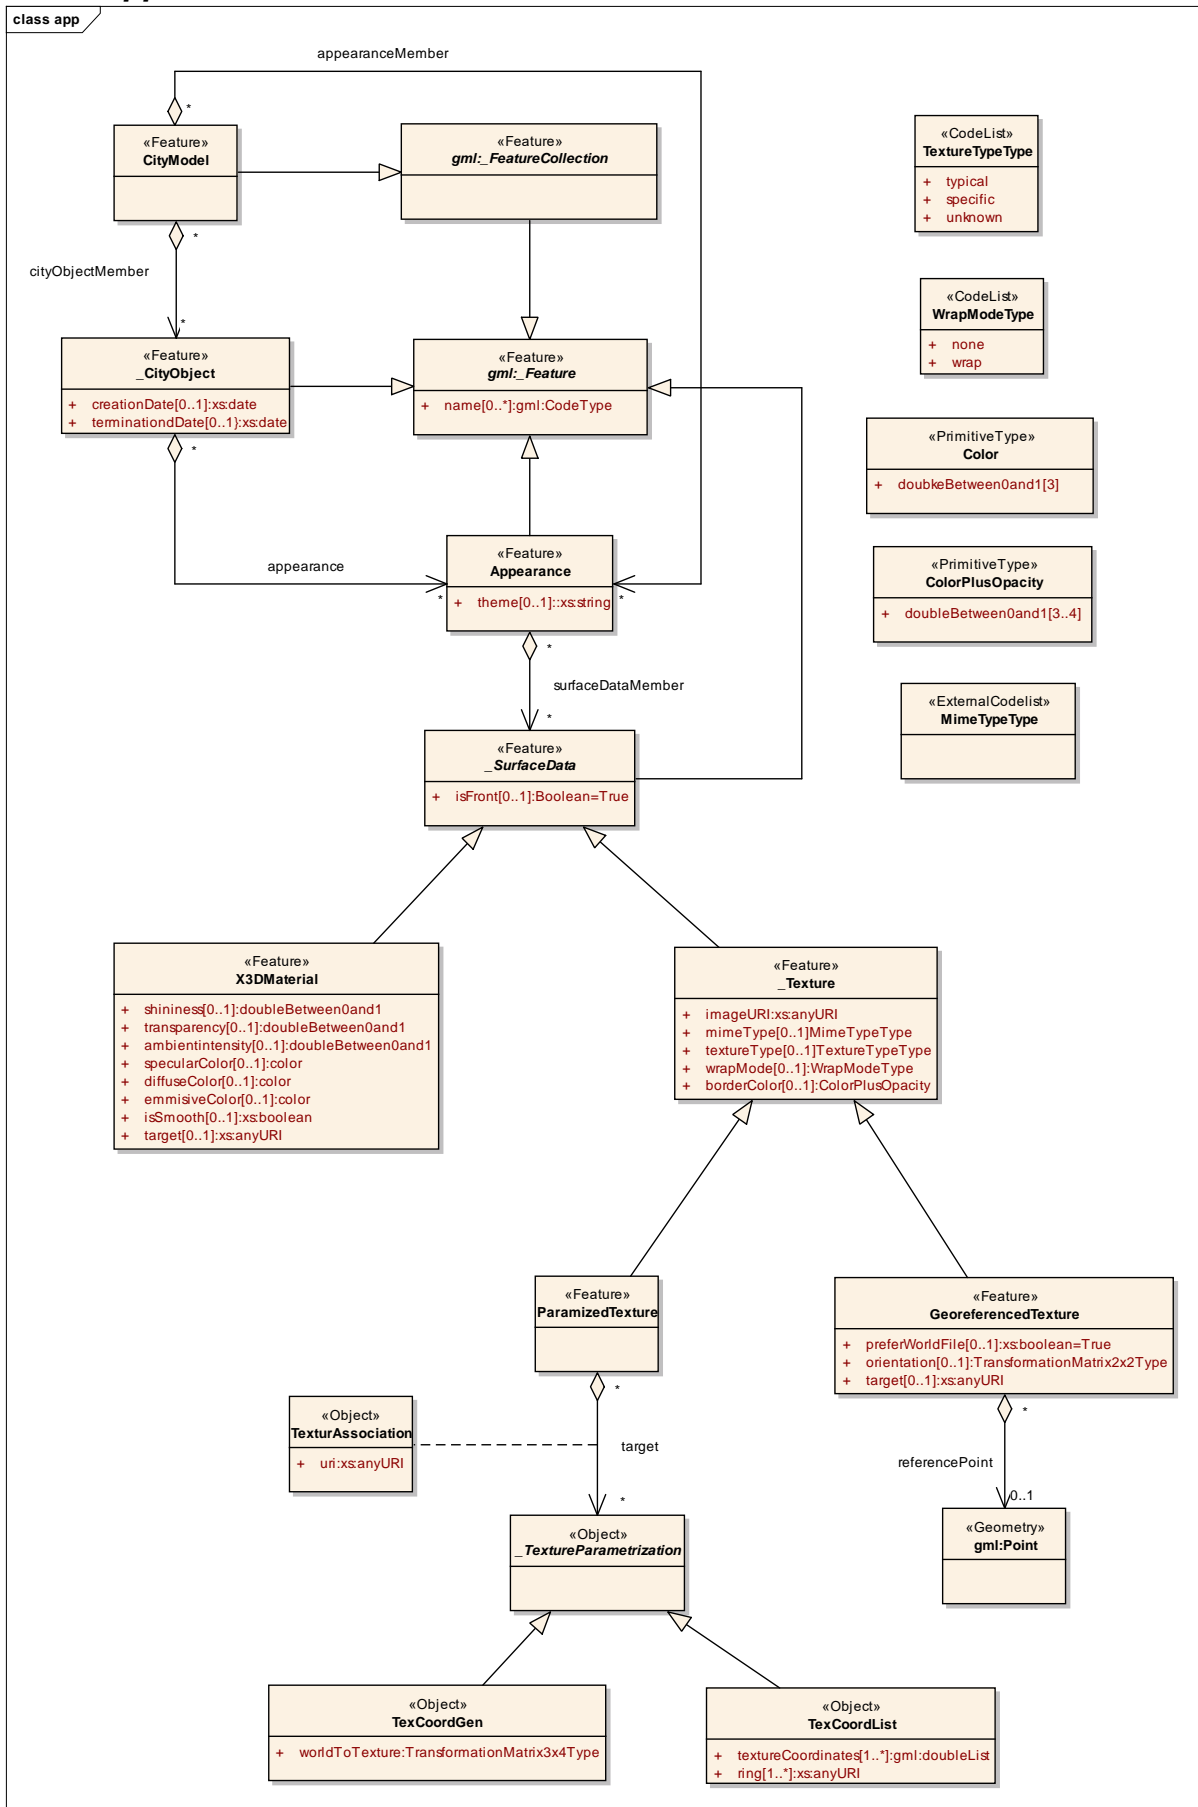 class app
appearanceMember
*
«Feature»
CityModel
«Feature»
gml:_FeatureCollection
«CodeList»
TextureTypeType
+ typical
+ specific
+ unknown
*
cityObjectMember
*
«CodeList»
WrapModeType
+ none
+ wrap
«Feature»
_CityObject
+ creationDate[0..1]:xs:date
+ terminationdDate[0..1}:xs:date
«Feature»
gml:_Feature
+ name[0..*]:gml:CodeType
*
«PrimitiveType»
Color
+ doubkeBetween0and1[3]
appearance
*
«Feature»
Appearance
+ theme[0..1]::xs:string
*
«PrimitiveType»
ColorPlusOpacity
+ doubleBetween0and1[3..4]
*
surfaceDataMember
*
«ExternalCodelist»
MimeTypeType
«Feature»
_SurfaceData
+ isFront[0..1]:Boolean=True
«Feature»
X3DMaterial
+ shininess[0..1]:doubleBetween0and1
+ transparency[0..1]:doubleBetween0and1
+ ambientintensity[0..1]:doubleBetween0and1
+ specularColor[0..1]:color
+ diffuseColor[0..1]:color
+ emmisiveColor[0..1]:color
+ isSmooth[0..1]:xs:boolean
+ target[0..1]:xs:anyURI
«Feature»
_Texture
+ imageURI:xs:anyURI
+ mimeType[0..1]MimeTypeType
+ textureType[0..1]TextureTypeType
+ wrapMode[0..1]:WrapModeType
+ borderColor[0..1]:ColorPlusOpacity
«Feature»
ParamizedTexture
«Feature»
GeoreferencedTexture
+ preferWorldFile[0..1]:xs:boolean=True
+ orientation[0..1]:TransformationMatrix2x2Type
+ target[0..1]:xs:anyURI
*
*
«Object»
TexturAssociation
+ uri:xs:anyURI
target
*
referencePoint
0..1
«Object»
_TextureParametrization
«Geometry»
gml:Point
«Object»
TexCoordGen
+ worldToTexture:TransformationMatrix3x4Type
«Object»
TexCoordList
+ textureCoordinates[1..*]:gml:doubleList
+ ring[1..*]:xs:anyURI